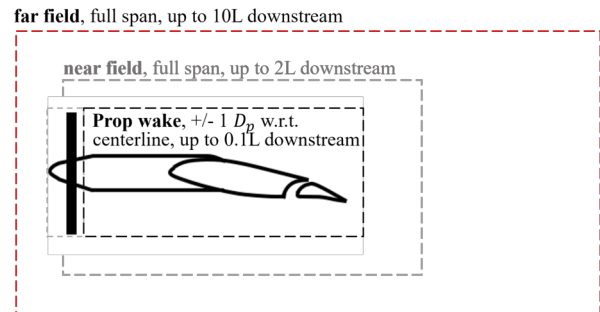 far field, full span, up to 10L downstream
near field, full span, up to 2L downstream
Prop wake, +/- 1 Dp w.r.t.
centerline, up to 0.1L downstream